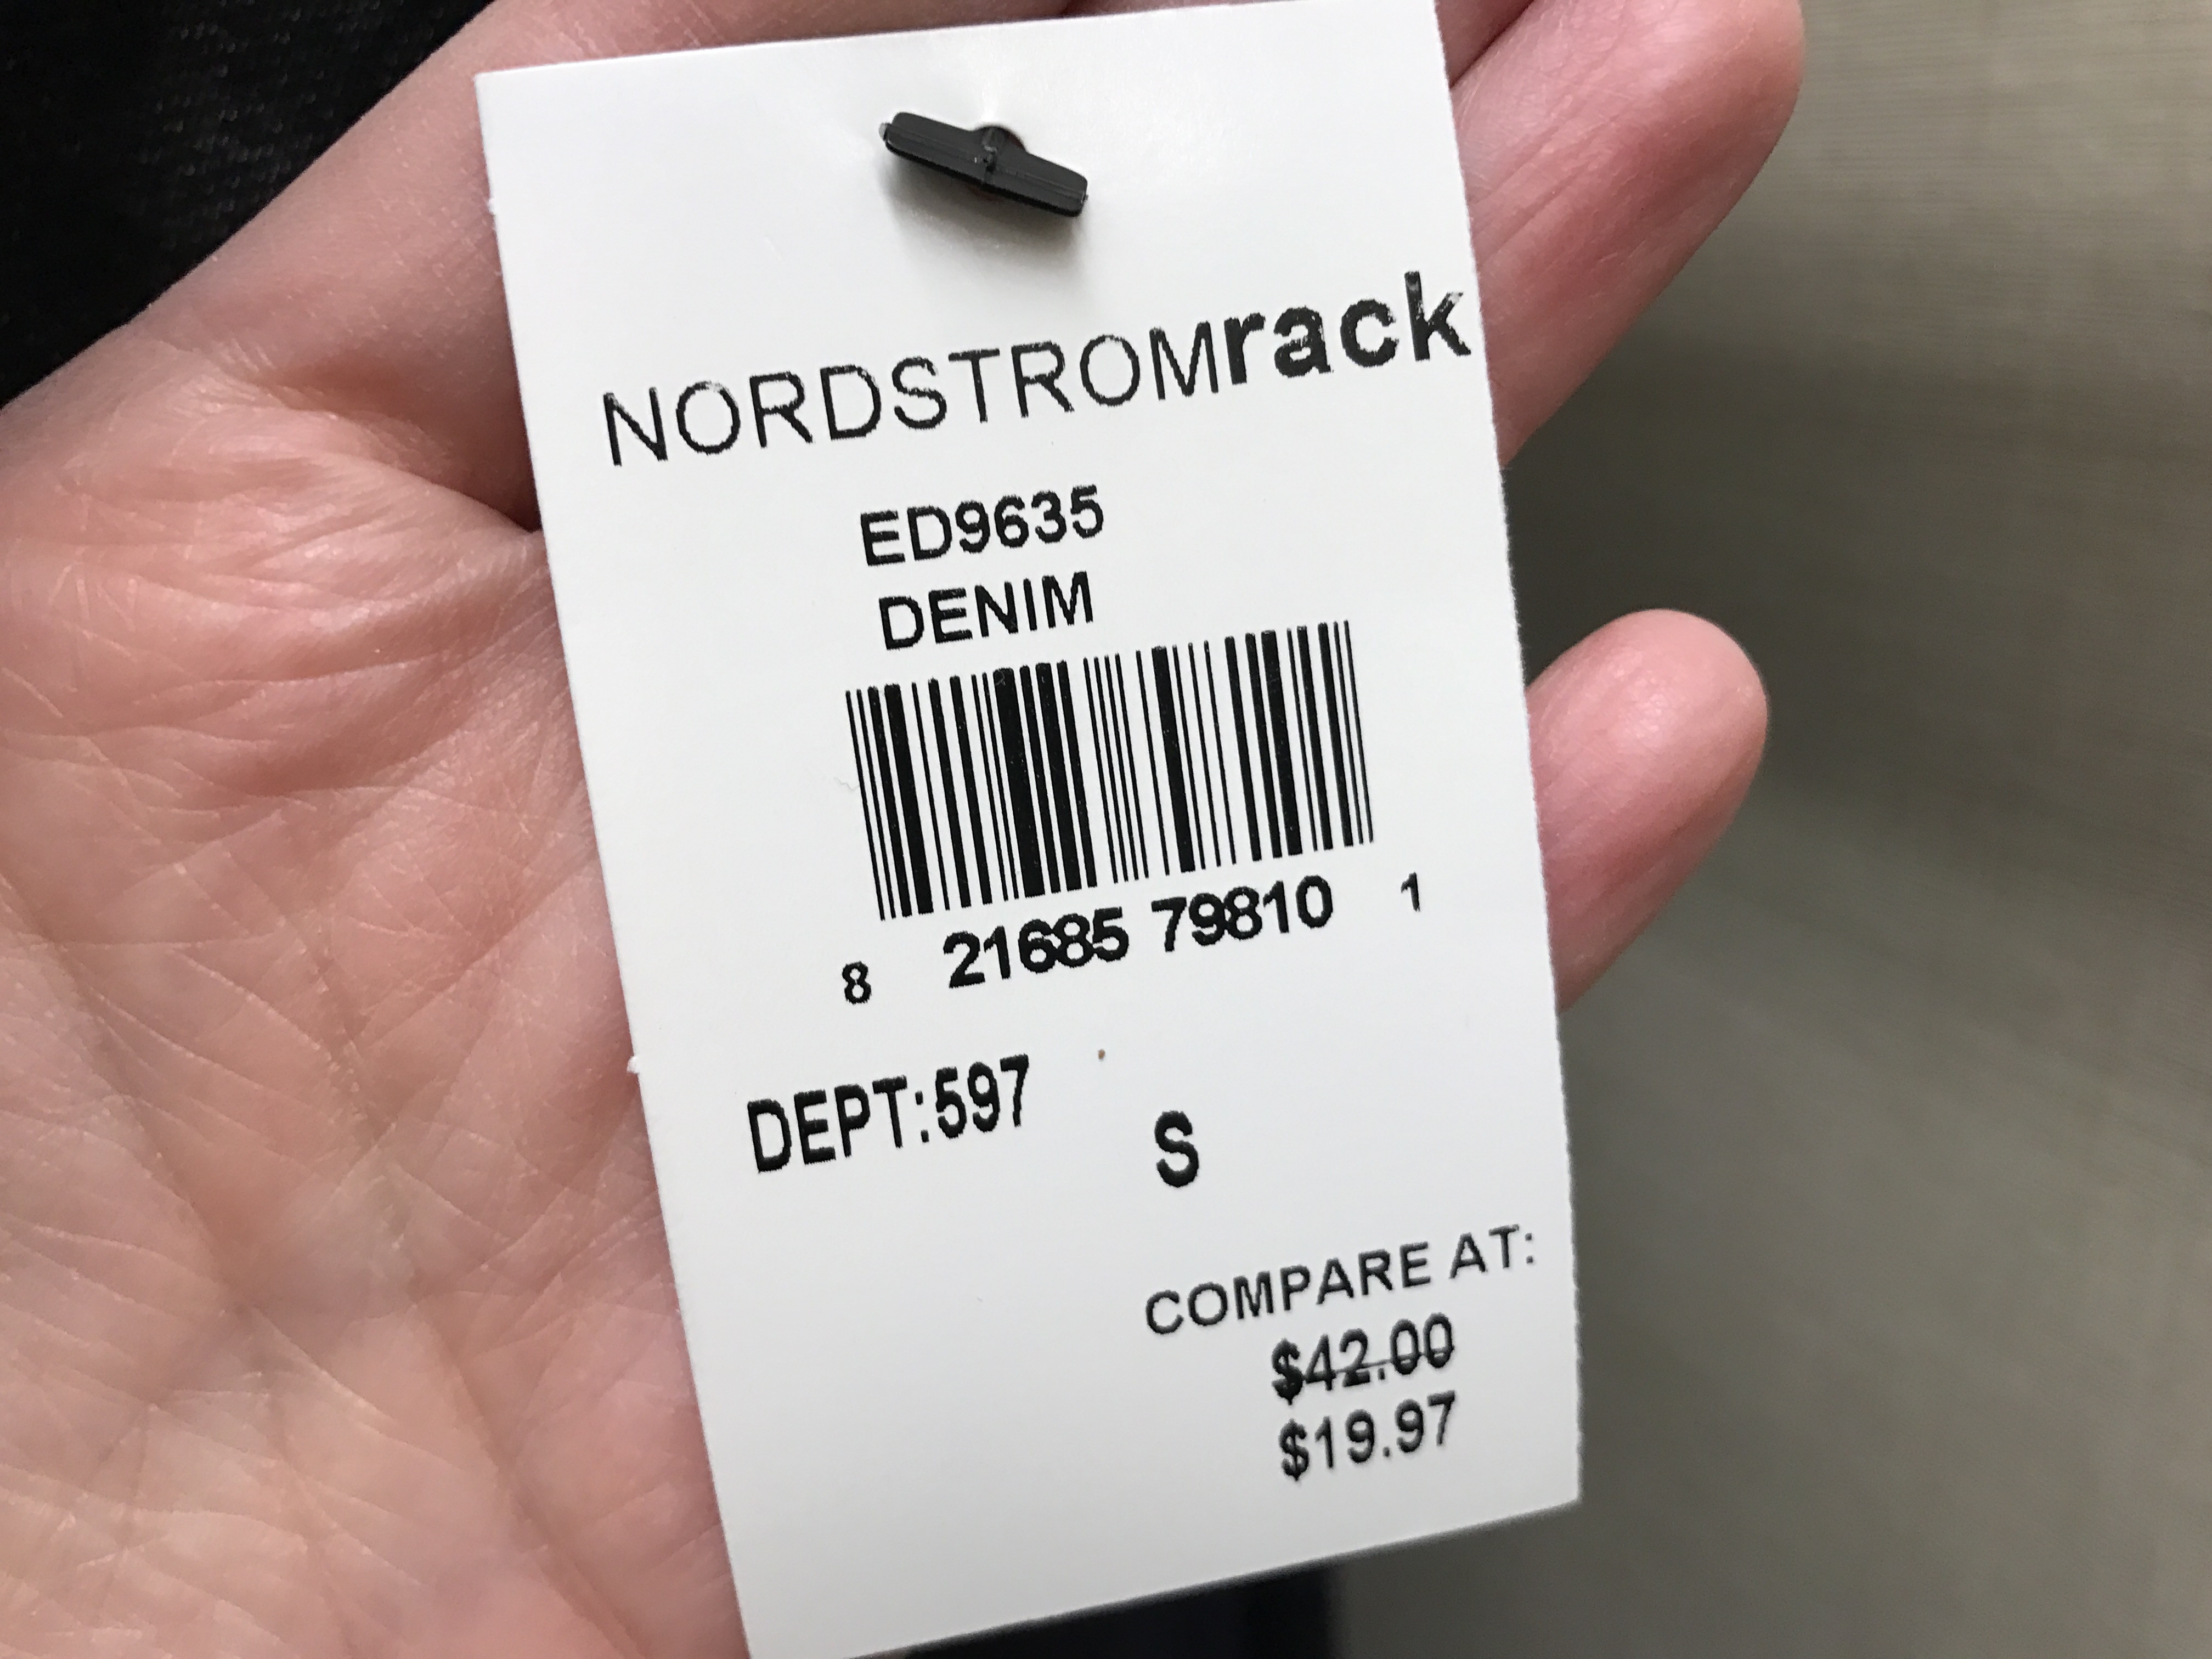 NORDSTROMrack
ED9635
DENIM
8 21685 79810 1
DEPT:597
S
COMPARE AT:
$42.00
$19.97